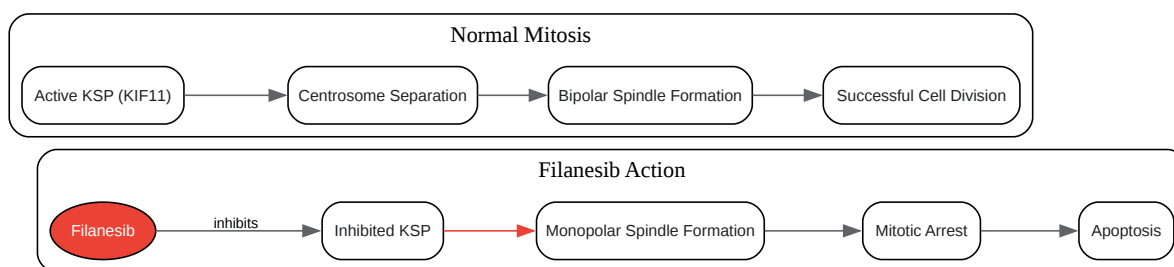 Normal Mitosis
Active KSP (KIF11)
Centrosome Separation
Bipolar Spindle Formation
Successful Cell Division
Filanesib Action
Filanesib
inhibits
Inhibited KSP
Monopolar Spindle Formation
Mitotic Arrest
Apoptosis